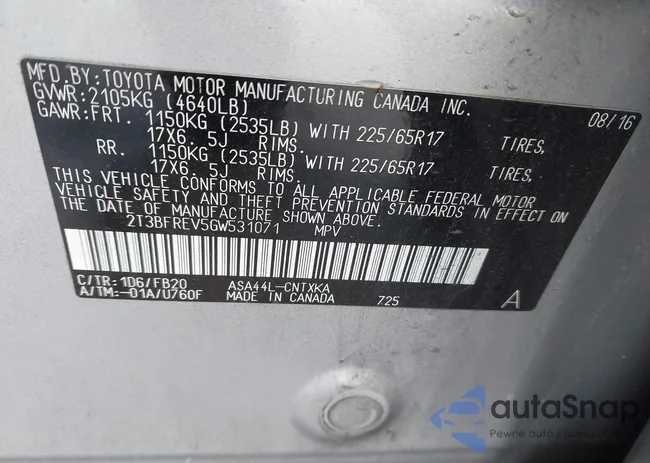 MFD.BY:TOYOTA MOTOR MANUFACTURING CANADA INC.
GVWR:2105KG (4640LB) 08/16
GAWR:FRT. 1150KG (2535LB) WITH 225/65R17 TIRES,
17X6. 5J RIMS.
RR. 1150KG (2535LB) WITH 225/65R17 TIRES,
17X6. 5J RIMS.
THIS VEHICLE CONFORMS TO ALL APPLICABLE FEDERAL MOTOR
VEHICLE SAFETY AND THEFT PREVENTION STANDARDS IN EFFECT ON
THE DATE OF MANUFACTURE SHOWN ABOVE.
2T3BFREV5GW531071 MPV
C/TR:1D6/FB20 ASA44L-CNTXKA
A/TM:-01A/U760F MADE IN CANADA 725 A
autoSnap
Pewne auto z